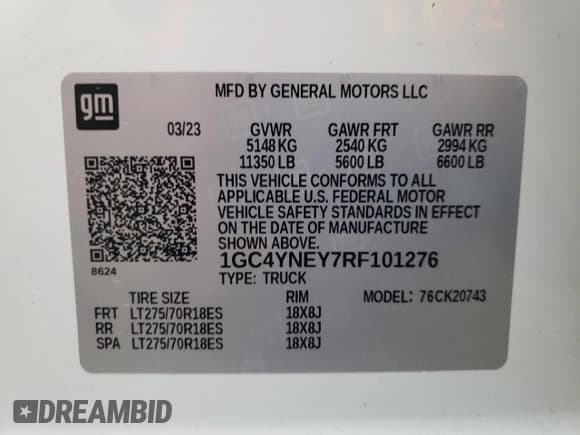 gm
MFD BY GENERAL MOTORS LLC
03/23 GVWR GAWR FRT GAWR RR
5148 KG 2540 KG 2994 KG
11350 LB 5600 LB 6600 LB
THIS VEHICLE CONFORMS TO ALL
APPLICABLE U.S. FEDERAL MOTOR
VEHICLE SAFETY STANDARDS IN EFFECT
ON THE DATE OF MANUFACTURE
SHOWN ABOVE.
8624
1GC4YNEY7RF101276
TYPE: TRUCK
TIRE SIZE RIM MODEL: 76CK20743
FRT LT275/70R18ES 18X8J
RR LT275/70R18ES 18X8J
SPA LT275/70R18ES 18X8J
DREAMBID